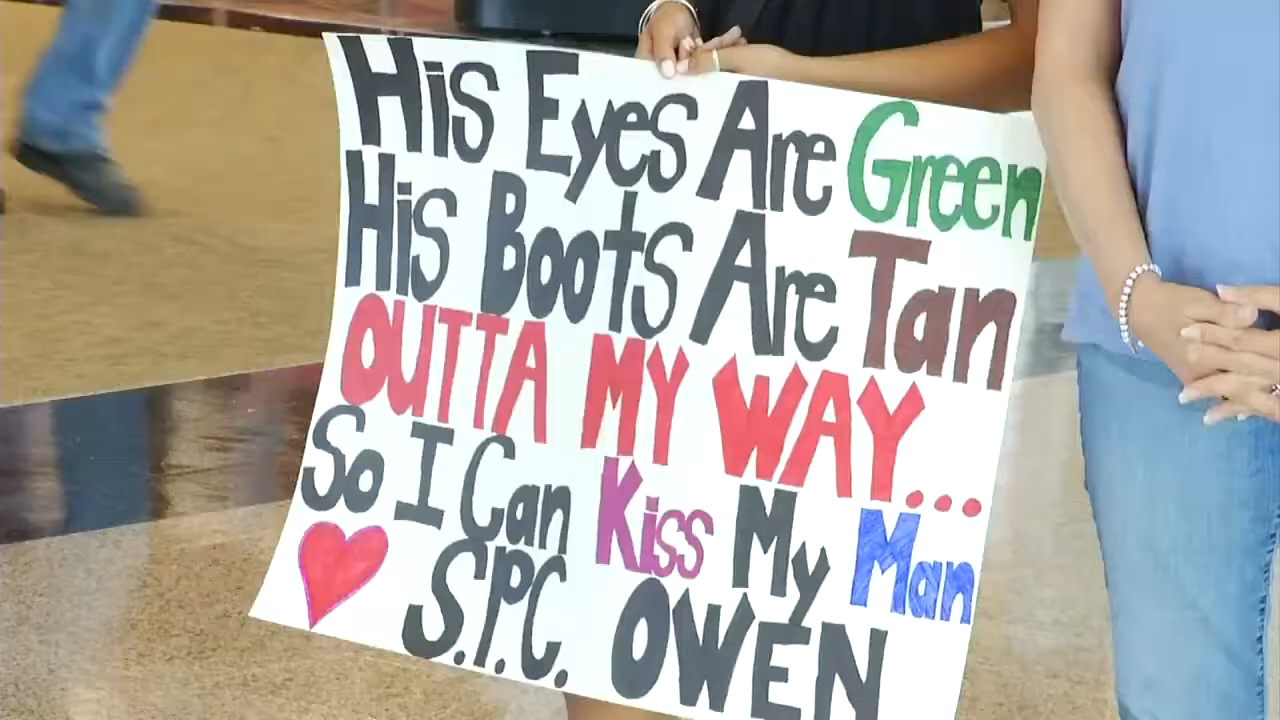 His Eyes Are Green
His Boots Are Tan
OUTTA MY WAY...
So I Can Kiss My Man
S.P.C. OWEN